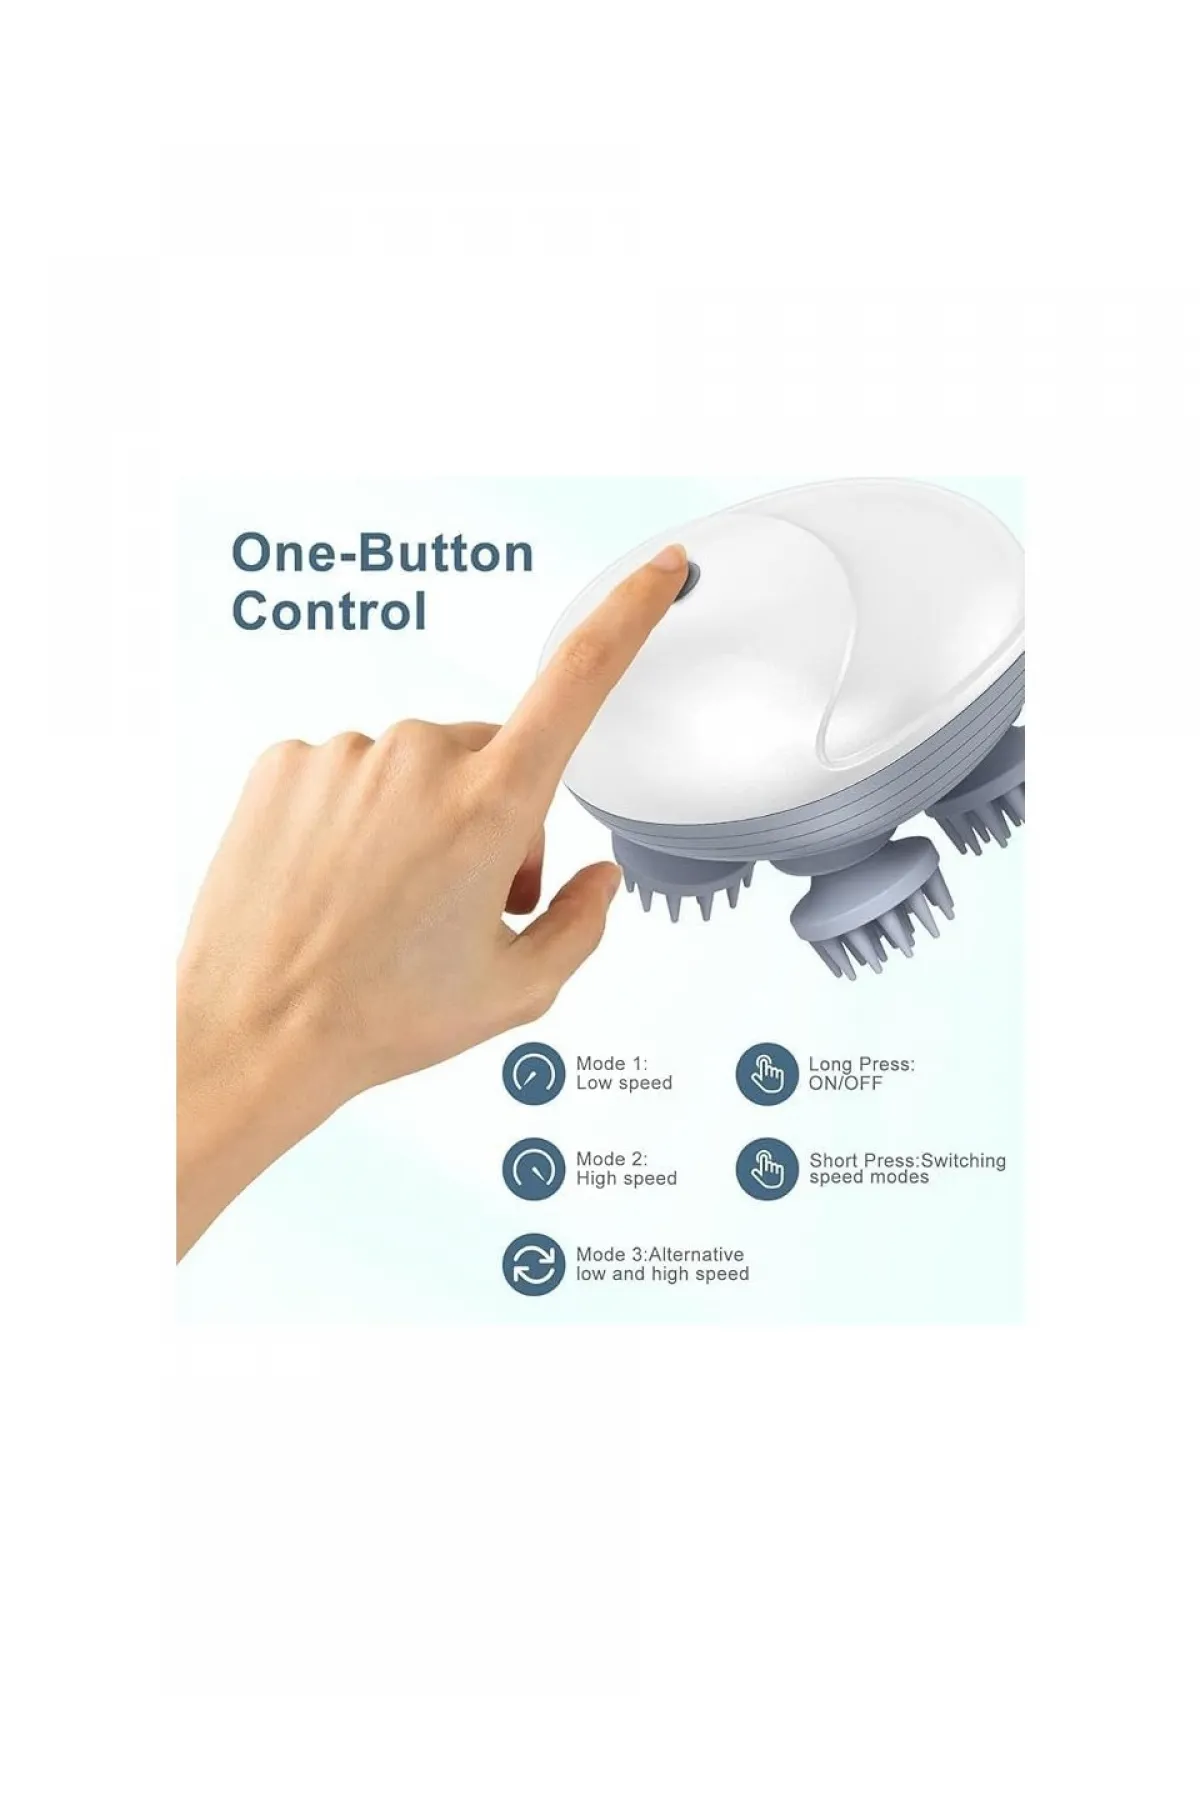 One-Button
Control
Mode 1:
Low speed
Long Press:
ON/OFF
Mode 2:
High speed
Short Press:Switching
speed modes
Mode 3:Alternative
low and high speed